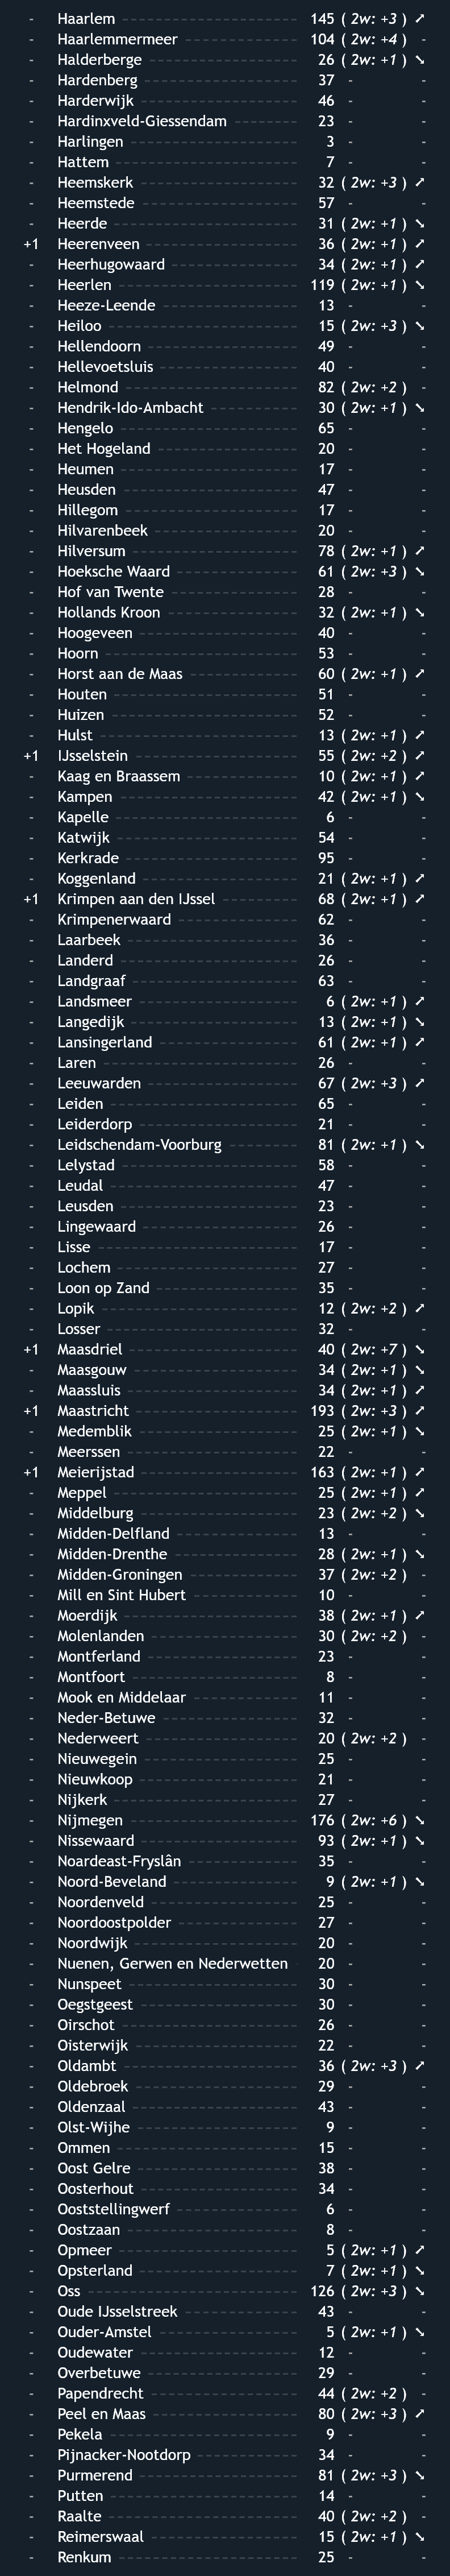 - Haarlem 145 ( 2w: +3 ) ➚
- Haarlemmermeer 104 ( 2w: +4 ) -
- Halderberge 26 ( 2w: +1 ) ➘
- Hardenberg 37 - -
- Harderwijk 46 - -
- Hardinxveld-Giessendam 23 - -
- Harlingen 3 - -
- Hattem 7 - -
- Heemskerk 32 ( 2w: +3 ) ➚
- Heemstede 57 - -
- Heerde 31 ( 2w: +1 ) ➘
+1 Heerenveen 36 ( 2w: +1 ) ➚
- Heerhugowaard 34 ( 2w: +1 ) ➚
- Heerlen 119 ( 2w: +1 ) ➘
- Heeze-Leende 13 - -
- Heiloo 15 ( 2w: +3 ) ➘
- Hellendoorn 49 - -
- Hellevoetsluis 40 - -
- Helmond 82 ( 2w: +2 ) -
- Hendrik-Ido-Ambacht 30 ( 2w: +1 ) ➘
- Hengelo 65 - -
- Het Hogeland 20 - -
- Heumen 17 - -
- Heusden 47 - -
- Hillegom 17 - -
- Hilvarenbeek 20 - -
- Hilversum 78 ( 2w: +1 ) ➚
- Hoeksche Waard 61 ( 2w: +3 ) ➘
- Hof van Twente 28 - -
- Hollands Kroon 32 ( 2w: +1 ) ➘
- Hoogeveen 40 - -
- Hoorn 53 - -
- Horst aan de Maas 60 ( 2w: +1 ) ➚
- Houten 51 - -
- Huizen 52 - -
- Hulst 13 ( 2w: +1 ) ➚
+1 IJsselstein 55 ( 2w: +2 ) ➚
- Kaag en Braassem 10 ( 2w: +1 ) ➚
- Kampen 42 ( 2w: +1 ) ➘
- Kapelle 6 - -
- Katwijk 54 - -
- Kerkrade 95 - -
- Koggenland 21 ( 2w: +1 ) ➚
+1 Krimpen aan den IJssel 68 ( 2w: +1 ) ➚
- Krimpenerwaard 62 - -
- Laarbeek 36 - -
- Landerd 26 - -
- Landgraaf 63 - -
- Landsmeer 6 ( 2w: +1 ) ➚
- Langedijk 13 ( 2w: +1 ) ➘
- Lansingerland 61 ( 2w: +1 ) ➚
- Laren 26 - -
- Leeuwarden 67 ( 2w: +3 ) ➚
- Leiden 65 - -
- Leiderdorp 21 - -
- Leidschendam-Voorburg 81 ( 2w: +1 ) ➘
- Lelystad 58 - -
- Leudal 47 - -
- Leusden 23 - -
- Lingewaard 26 - -
- Lisse 17 - -
- Lochem 27 - -
- Loon op Zand 35 - -
- Lopik 12 ( 2w: +2 ) ➚
- Losser 32 - -
+1 Maasdriel 40 ( 2w: +7 ) ➘
- Maasgouw 34 ( 2w: +1 ) ➘
- Maassluis 34 ( 2w: +1 ) ➚
+1 Maastricht 193 ( 2w: +3 ) ➚
- Medemblik 25 ( 2w: +1 ) ➘
- Meerssen 22 - -
+1 Meierijstad 163 ( 2w: +1 ) ➚
- Meppel 25 ( 2w: +1 ) ➚
- Middelburg 23 ( 2w: +2 ) ➘
- Midden-Delfland 13 - -
- Midden-Drenthe 28 ( 2w: +1 ) ➘
- Midden-Groningen 37 ( 2w: +2 ) -
- Mill en Sint Hubert 10 - -
- Moerdijk 38 ( 2w: +1 ) ➚
- Molenlanden 30 ( 2w: +2 ) -
- Montferland 23 - -
- Montfoort 8 - -
- Mook en Middelaar 11 - -
- Neder-Betuwe 32 - -
- Nederweert 20 ( 2w: +2 ) -
- Nieuwegein 25 - -
- Nieuwkoop 21 - -
- Nijkerk 27 - -
- Nijmegen 176 ( 2w: +6 ) ➘
- Nissewaard 93 ( 2w: +1 ) ➘
- Noardeast-Fryslân 35 - -
- Noord-Beveland 9 ( 2w: +1 ) ➘
- Noordenveld 25 - -
- Noordoostpolder 27 - -
- Noordwijk 20 - -
- Nuenen, Gerwen en Nederwetten 20 - -
- Nunspeet 30 - -
- Oegstgeest 30 - -
- Oirschot 26 - -
- Oisterwijk 22 - -
- Oldambt 36 ( 2w: +3 ) ➚
- Oldebroek 29 - -
- Oldenzaal 43 - -
- Olst-Wijhe 9 - -
- Ommen 15 - -
- Oost Gelre 38 - -
- Oosterhout 34 - -
- Ooststellingwerf 6 - -
- Oostzaan 8 - -
- Opmeer 5 ( 2w: +1 ) ➚
- Opsterland 7 ( 2w: +1 ) ➘
- Oss 126 ( 2w: +3 ) ➘
- Oude IJsselstreek 43 - -
- Ouder-Amstel 5 ( 2w: +1 ) ➘
- Oudewater 12 - -
- Overbetuwe 29 - -
- Papendrecht 44 ( 2w: +2 ) -
- Peel en Maas 80 ( 2w: +3 ) ➚
- Pekela 9 - -
- Pijnacker-Nootdorp 34 - -
- Purmerend 81 ( 2w: +3 ) ➘
- Putten 14 - -
- Raalte 40 ( 2w: +2 ) -
- Reimerswaal 15 ( 2w: +1 ) ➘
- Renkum 25 - -